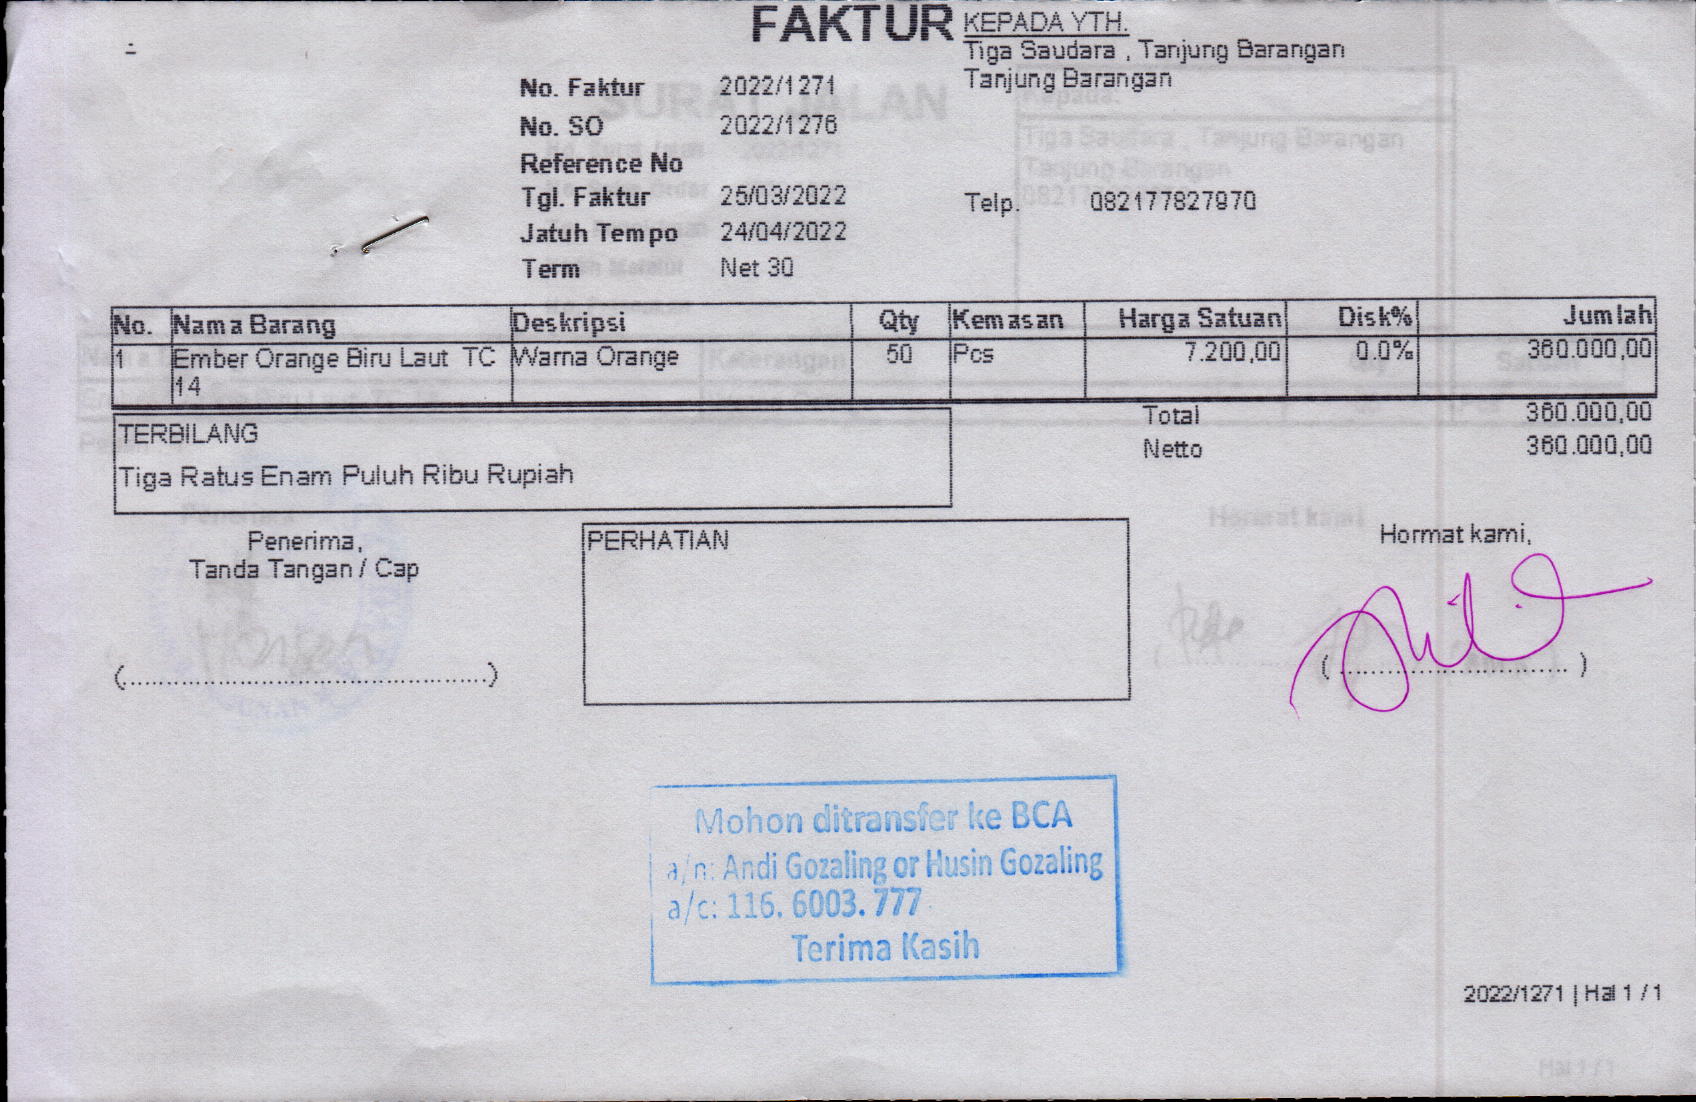 FAKTUR
KEPADA YTH.
Tiga Saudara , Tanjung Barangan
Tanjung Barangan
No. Faktur 2022/1271
No. SO 2022/1276
Reference No
Tgl. Faktur 25/03/2022
Telp. 082177827970
Jatuh Tempo 24/04/2022
Term Net 30
No. Nama Barang Deskripsi Qty Kemasan Harga Satuan Disk% Jumlah
1 Ember Orange Biru Laut TC Warna Orange 50 Pcs 7.200,00 0.0% 360.000,00
14
Total 360.000,00
Netto 360.000,00
TERBILANG
Tiga Ratus Enam Puluh Ribu Rupiah
Penerima,
Tanda Tangan / Cap
PERHATIAN
Hormat kami,
Mohon ditransfer ke BCA
a/n: Andi Gozaling or Husin Gozaling
a/c: 116. 6003. 777
Terima Kasih
2022/1271 | Hal 1 / 1